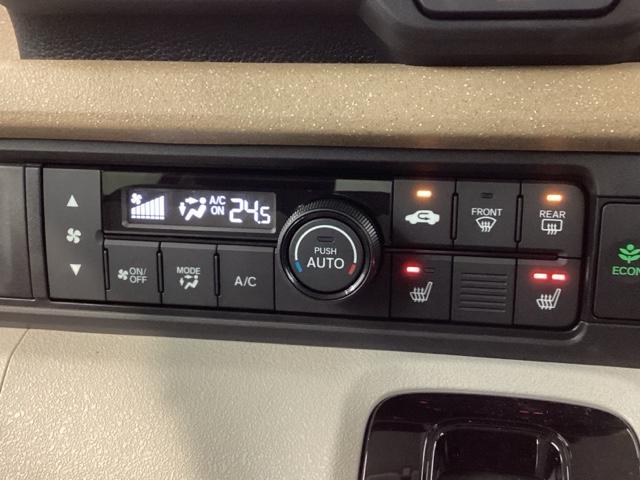 A/C
ON
24.5
PUSH
AUTO
FRONT
REAR
ON/
OFF
MODE
A/C
ECON